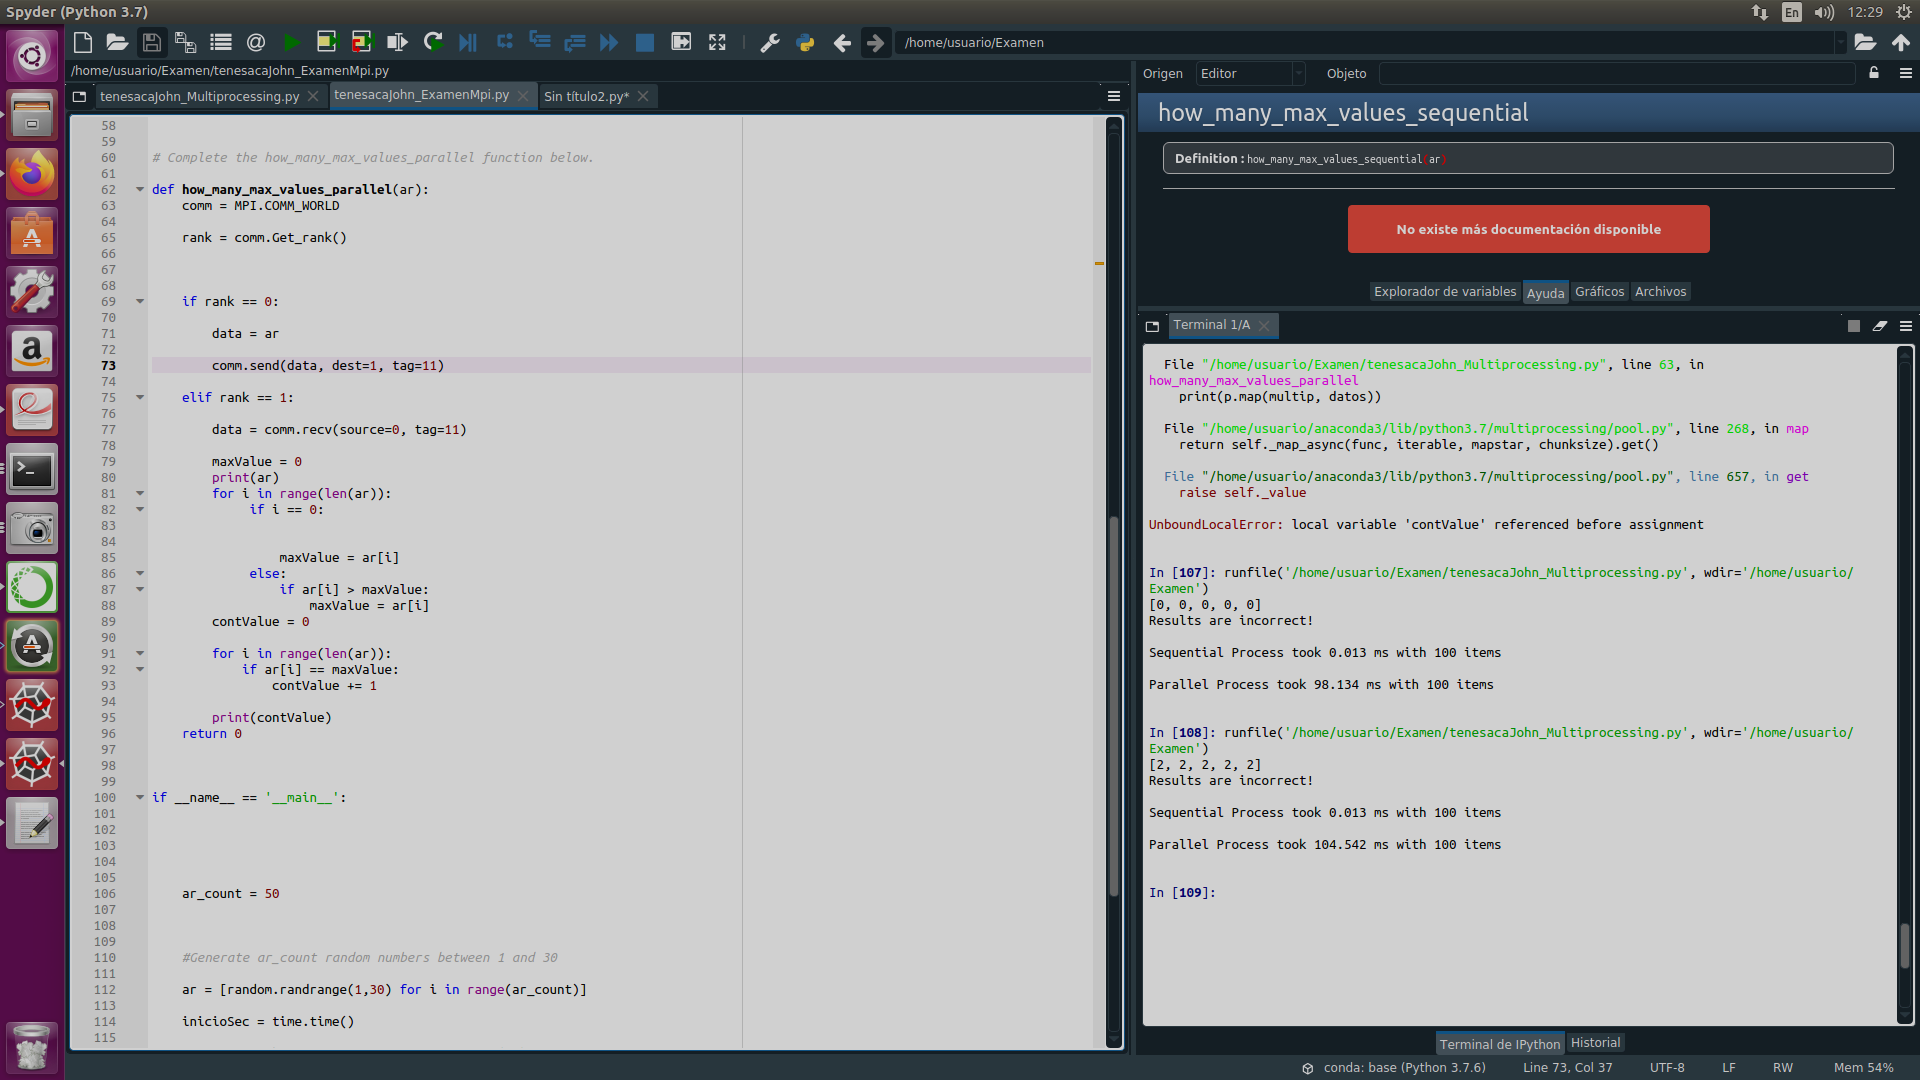 Spyder (Python 3.7)
En
12:29
/home/usuario/Examen
/home/usuario/Examen/tenesacaJohn_ExamenMpi.py
tenesacaJohn_Multiprocessing.py
tenesacaJohn_ExamenMpi.py
Sin título2.py*
58
59
60 # Complete the how_many_max_values_parallel function below.
61
62 def how_many_max_values_parallel(ar):
63 comm = MPI.COMM_WORLD
64
65 rank = comm.Get_rank()
66
67
68
69 if rank == 0:
70
71 data = ar
72
73 comm.send(data, dest=1, tag=11)
74
75 elif rank == 1:
76
77 data = comm.recv(source=0, tag=11)
78
79 maxValue = 0
80 print(ar)
81 for i in range(len(ar)):
82 if i == 0:
83
84
85 maxValue = ar[i]
86 else:
87 if ar[i] > maxValue:
88 maxValue = ar[i]
89 contValue = 0
90
91 for i in range(len(ar)):
92 if ar[i] == maxValue:
93 contValue += 1
94
95 print(contValue)
96 return 0
97
98
99
100 if __name__ == '__main__':
101
102
103
104
105
106 ar_count = 50
107
108
109
110 #Generate ar_count random numbers between 1 and 30
111
112 ar = [random.randrange(1,30) for i in range(ar_count)]
113
114 inicioSec = time.time()
115
Origen
Editor
Objeto
how_many_max_values_sequential
Definition : how_many_max_values_sequential(ar)
No existe más documentación disponible
Explorador de variables
Ayuda
Gráficos
Archivos
Terminal 1/A
File "/home/usuario/Examen/tenesacaJohn_Multiprocessing.py", line 63, in
how_many_max_values_parallel
print(p.map(multip, datos))
File "/home/usuario/anaconda3/lib/python3.7/multiprocessing/pool.py", line 268, in map
return self._map_async(func, iterable, mapstar, chunksize).get()
File "/home/usuario/anaconda3/lib/python3.7/multiprocessing/pool.py", line 657, in get
raise self._value
UnboundLocalError: local variable 'contValue' referenced before assignment
In [107]: runfile('/home/usuario/Examen/tenesacaJohn_Multiprocessing.py', wdir='/home/usuario/
Examen')
[0, 0, 0, 0, 0]
Results are incorrect!
Sequential Process took 0.013 ms with 100 items
Parallel Process took 98.134 ms with 100 items
In [108]: runfile('/home/usuario/Examen/tenesacaJohn_Multiprocessing.py', wdir='/home/usuario/
Examen')
[2, 2, 2, 2, 2]
Results are incorrect!
Sequential Process took 0.013 ms with 100 items
Parallel Process took 104.542 ms with 100 items
In [109]:
Terminal de IPython
Historial
conda: base (Python 3.7.6)
Line 73, Col 37
UTF-8
LF
RW
Mem 54%